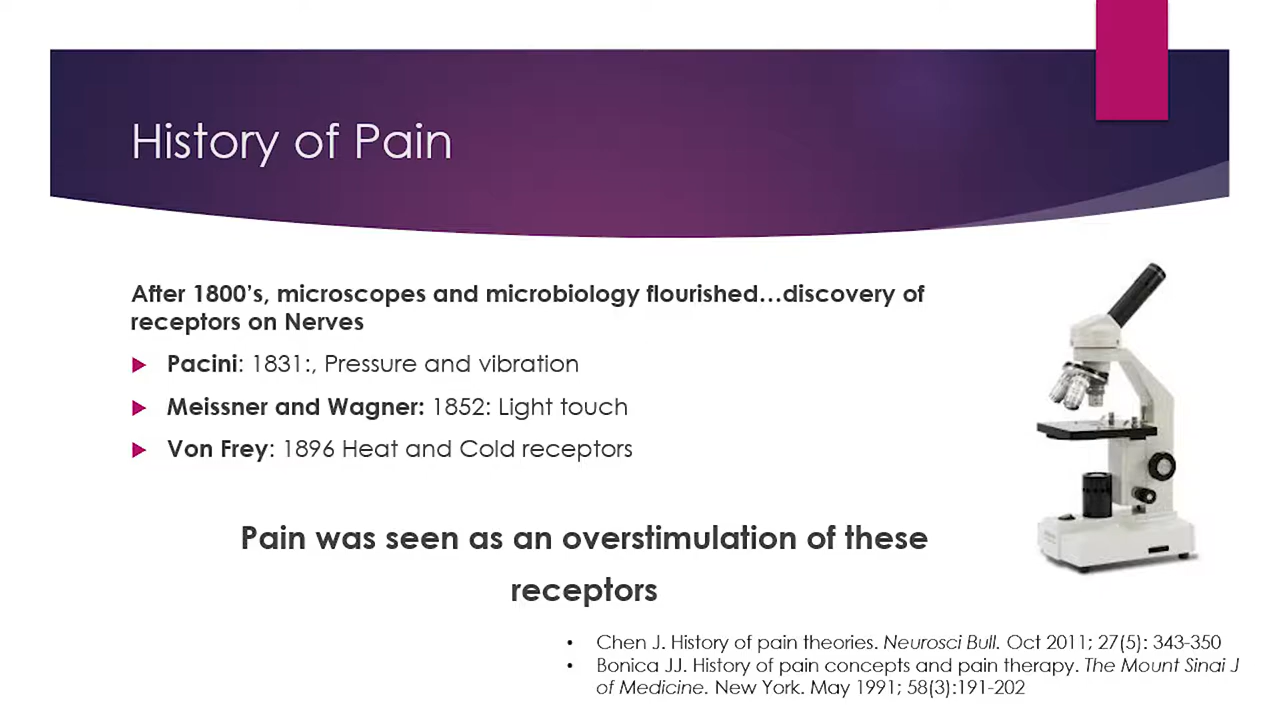 History of Pain
After 1800’s, microscopes and microbiology flourished…discovery of
receptors on Nerves
Pacini: 1831:, Pressure and vibration
Meissner and Wagner: 1852: Light touch
Von Frey: 1896 Heat and Cold receptors
Pain was seen as an overstimulation of these
receptors
• Chen J. History of pain theories. Neurosci Bull. Oct 2011; 27(5): 343-350
• Bonica JJ. History of pain concepts and pain therapy. The Mount Sinai J
of Medicine. New York. May 1991; 58(3):191-202